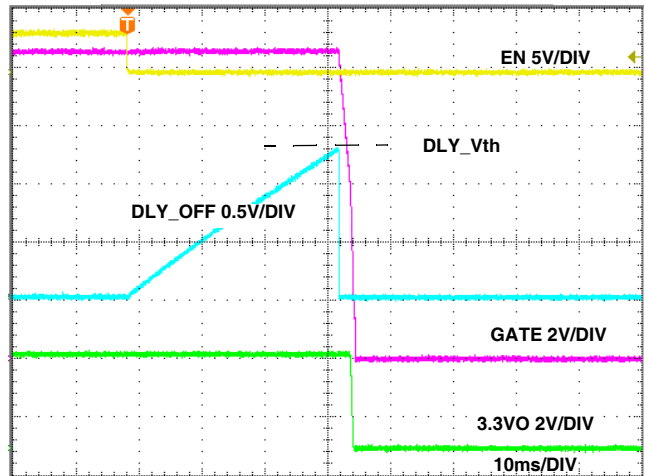 T
EN 5V/DIV
DLY_Vth
DLY_OFF 0.5V/DIV
GATE 2V/DIV
3.3VO 2V/DIV
10ms/DIV